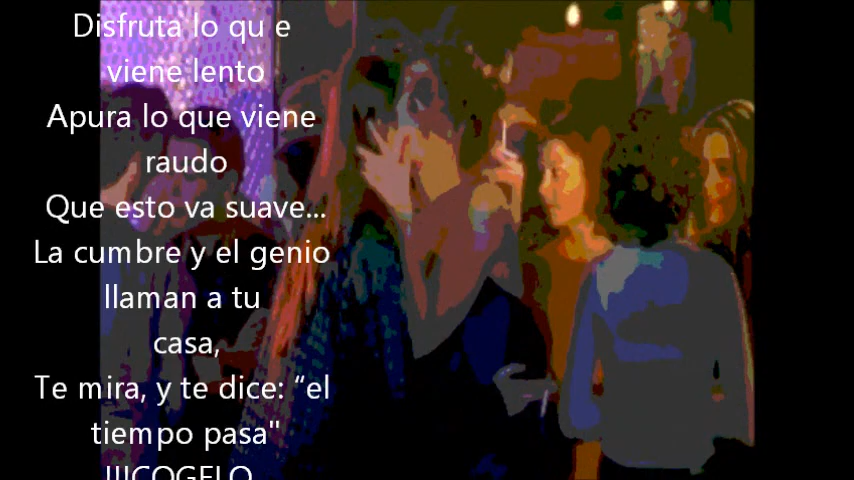 Disfruta lo qu e
viene lento
Apura lo que viene
raudo
Que esto va suave...
La cumbre y el genio
llaman a tu
casa,
Te mira, y te dice: “el
tiempo pasa"
!!!COGELO